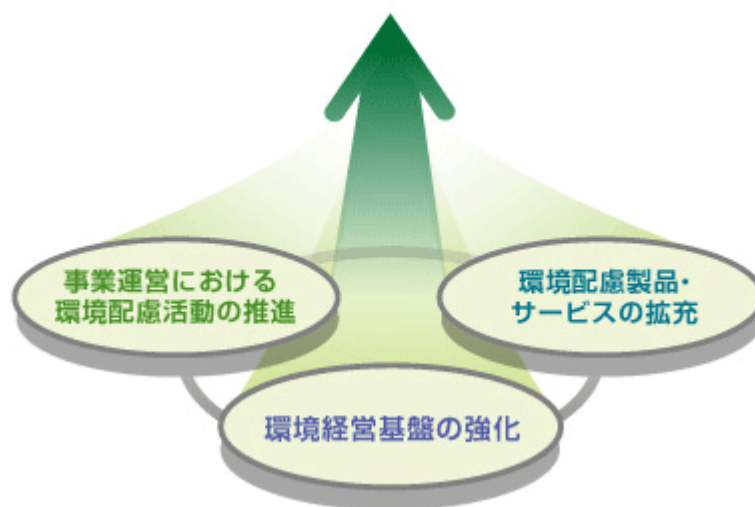 事業運営における
環境配慮活動の推進
環境配慮製品・
サービスの拡充
環境経営基盤の強化